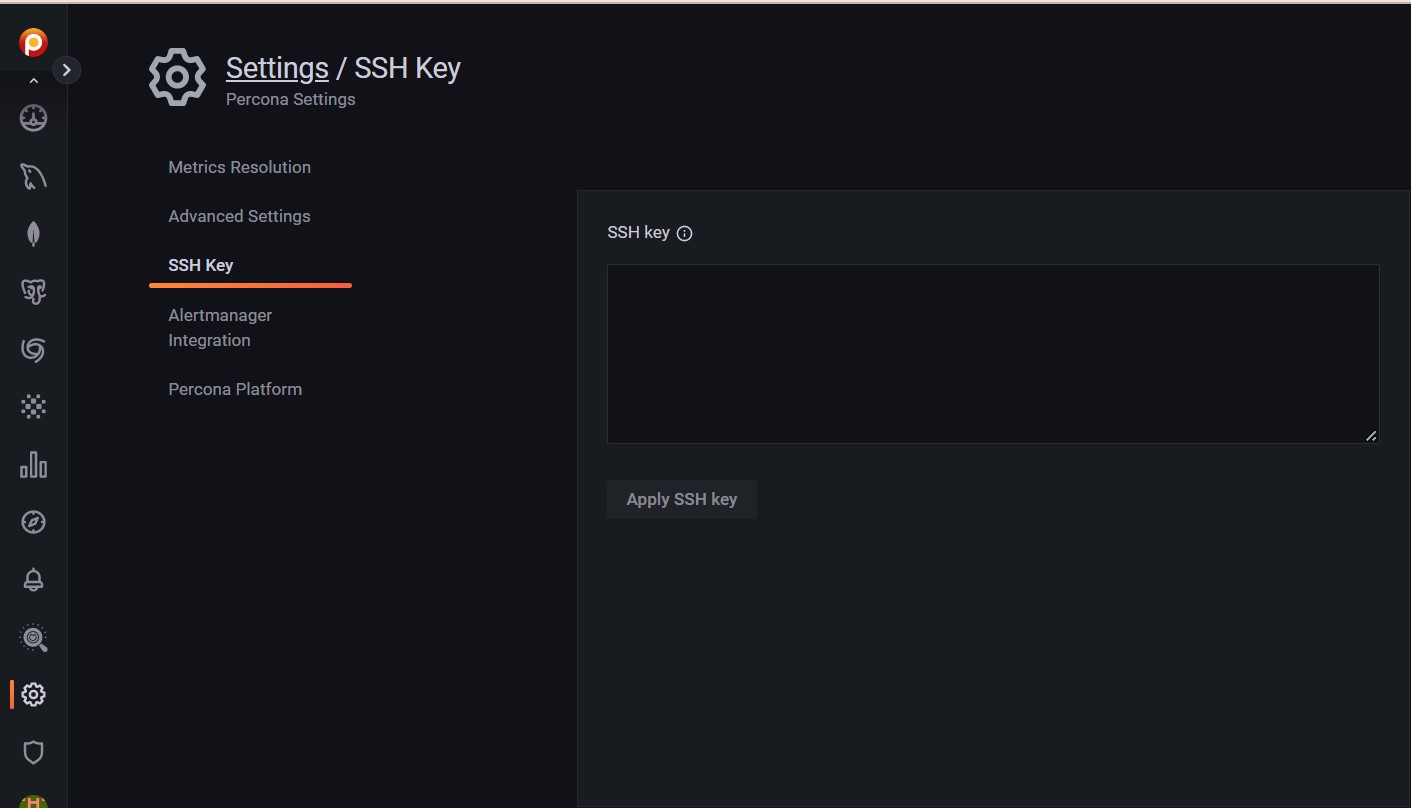 Settings / SSH Key
Percona Settings
Metrics Resolution
Advanced Settings
SSH Key
Alertmanager
Integration
Percona Platform
SSH key
Apply SSH key